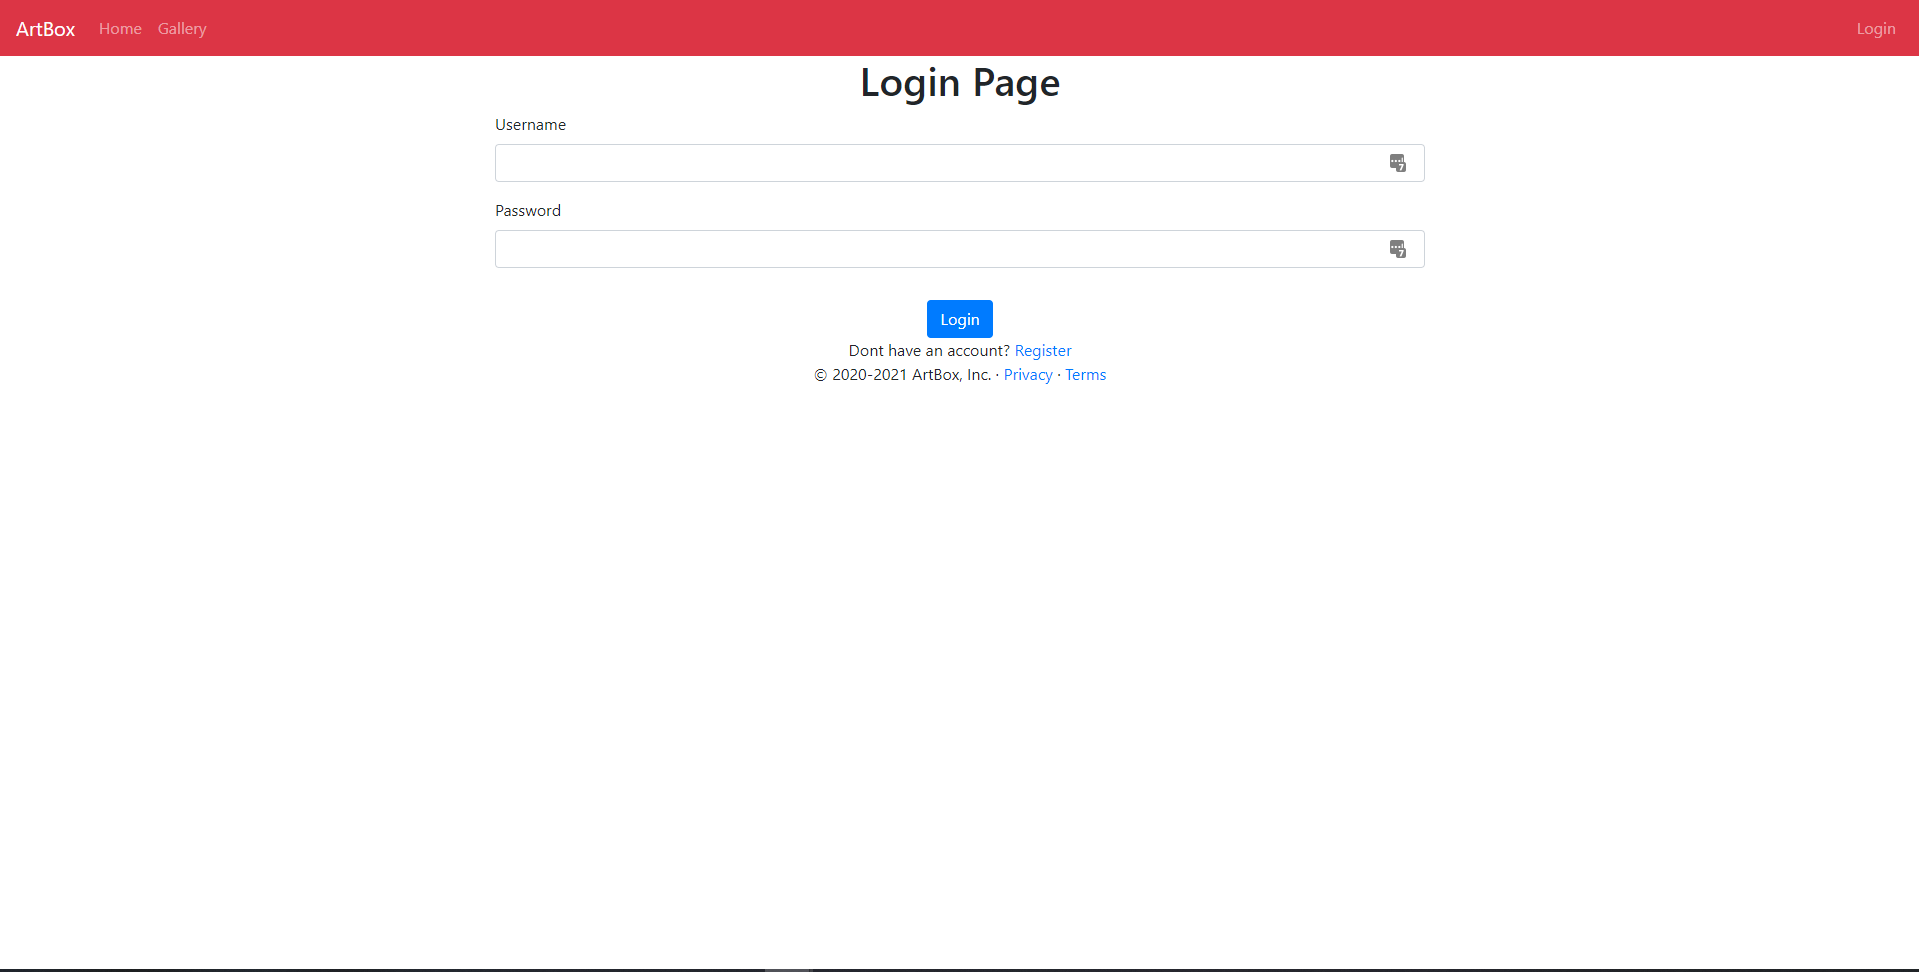 ArtBox Home Gallery Login
Login Page
Username
Password
Login
Dont have an account? Register
© 2020-2021 ArtBox, Inc. · Privacy · Terms